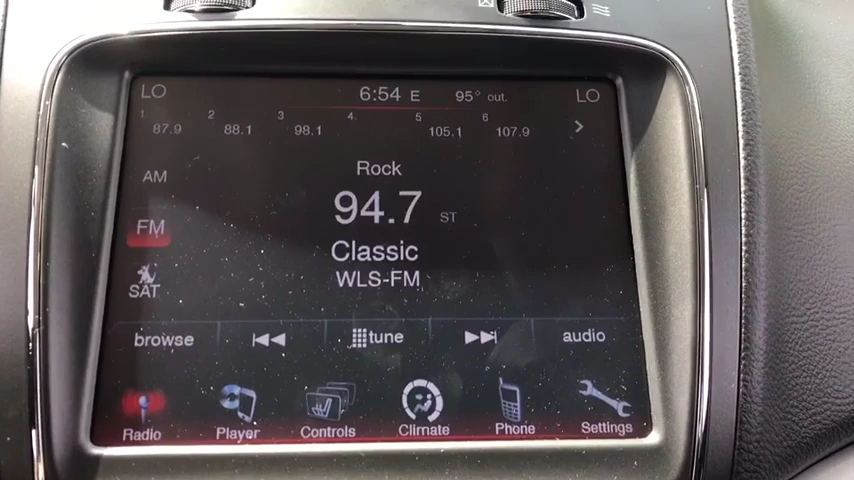 LO 6:54 E 95° out. LO
1 2 3 4. 5 6
87.9 88.1 98.1 105.1 107.9 >
AM
Rock
FM
94.7 ST
Classic
WLS-FM
SAT
browse tune audio
Radio Player Controls Climate Phone Settings